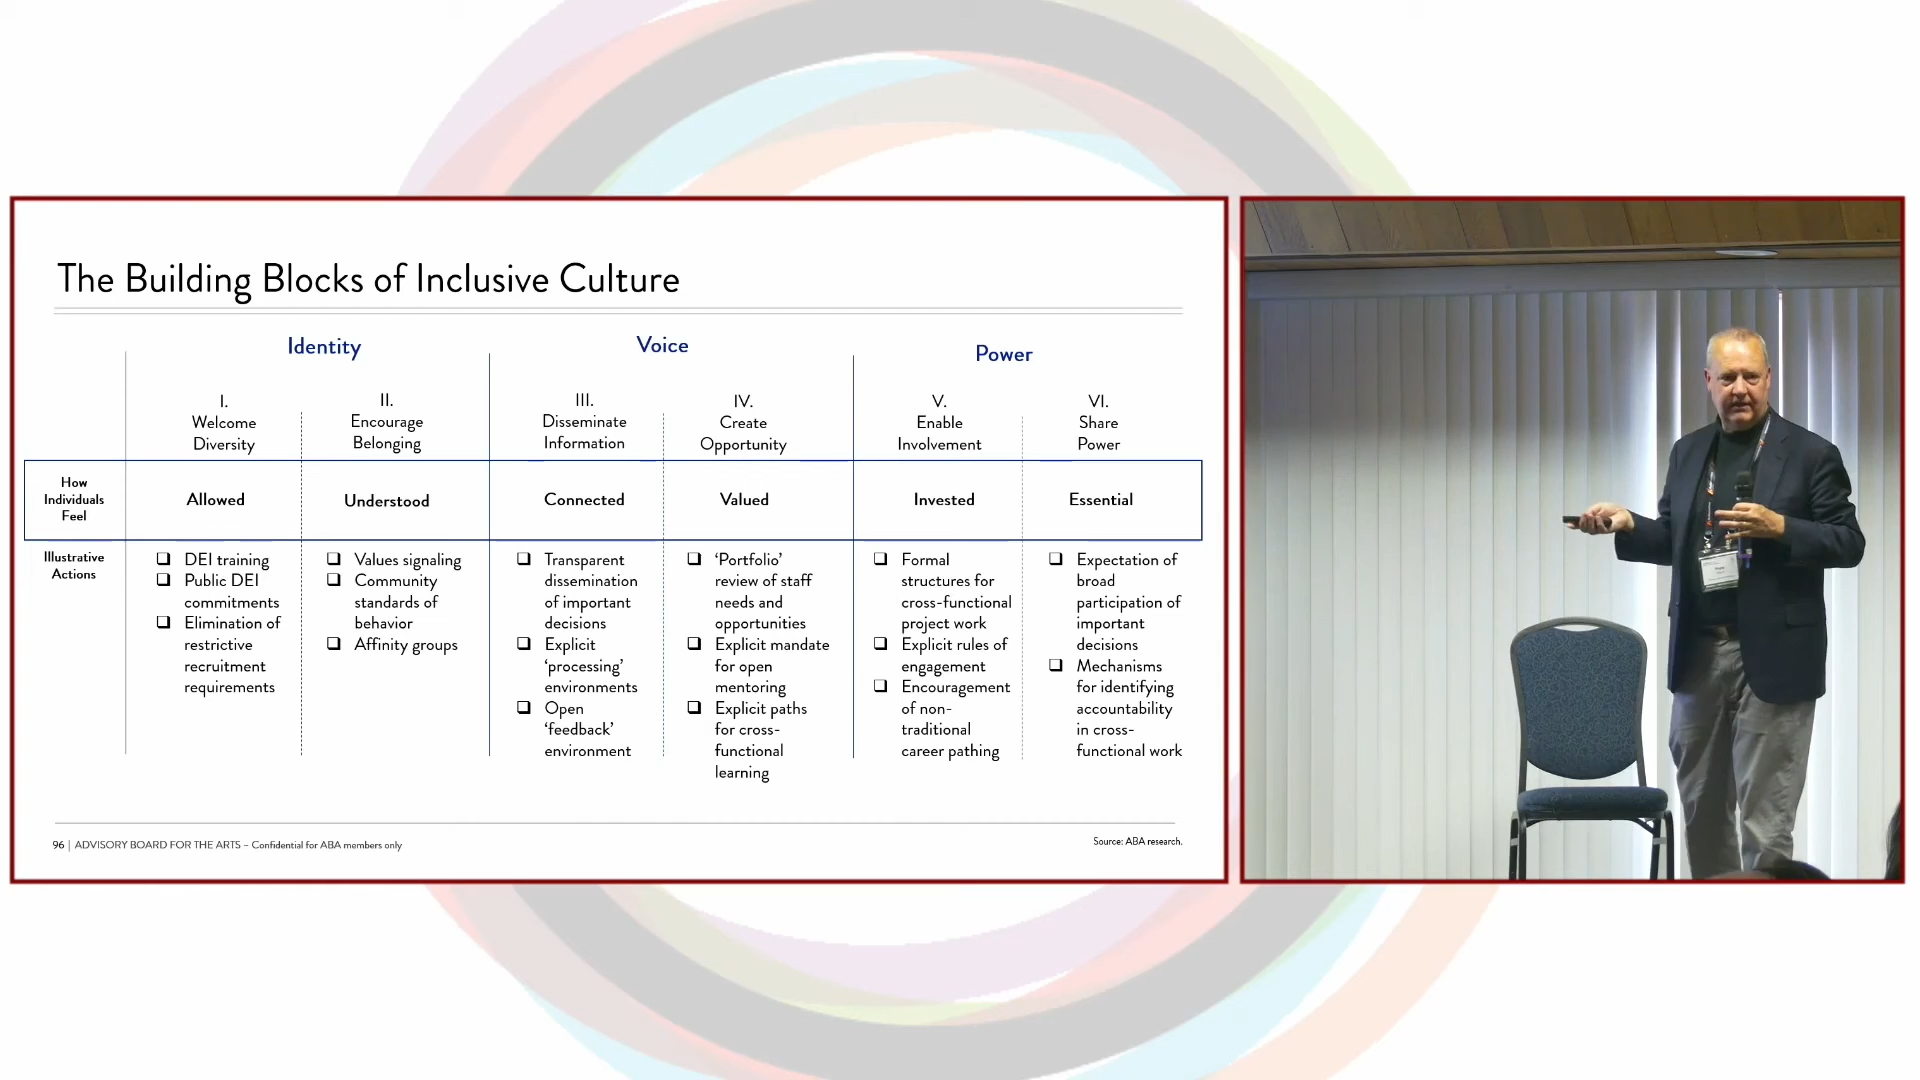 The Building Blocks of Inclusive Culture
Identity
Voice
Power
I.
Welcome
Diversity
II.
Encourage
Belonging
III.
Disseminate
Information
IV.
Create
Opportunity
V.
Enable
Involvement
VI.
Share
Power
How
Individuals
Feel
Allowed
Understood
Connected
Valued
Invested
Essential
Illustrative
Actions
❑ DEI training
❑ Public DEI
commitments
❑ Elimination of
restrictive
recruitment
requirements
❑ Values signaling
❑ Community
standards of
behavior
❑ Affinity groups
❑ Transparent
dissemination
of important
decisions
❑ Explicit
‘processing’
environments
❑ Open
‘feedback’
environment
❑ ‘Portfolio’
review of staff
needs and
opportunities
❑ Explicit mandate
for open
mentoring
❑ Explicit paths
for cross-
functional
learning
❑ Formal
structures for
cross-functional
project work
❑ Explicit rules of
engagement
❑ Encouragement
of non-
traditional
career pathing
❑ Expectation of
broad
participation of
important
decisions
❑ Mechanisms
for identifying
accountability
in cross-
functional work
96 | ADVISORY BOARD FOR THE ARTS – Confidential for ABA members only
Source: ABA research.